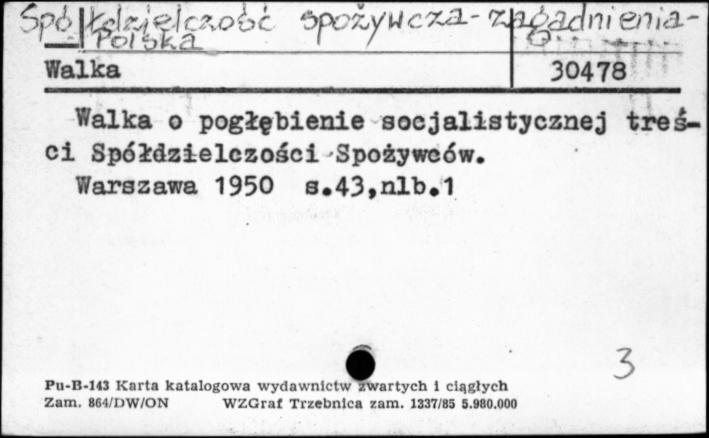 Spółdzielczość spożywcza - zagadnienia -
Polska
Walka 30478
Walka o pogłębienie socjalistycznej treś-
ci Spółdzielczości Spożywców.
Warszawa 1950 s.43,nlb.1
3
Pu-B-143 Karta katalogowa wydawnictw zwartych i ciągłych
Zam. 864/DW/ON WZGraf Trzebnica zam. 1337/85 5.980.000